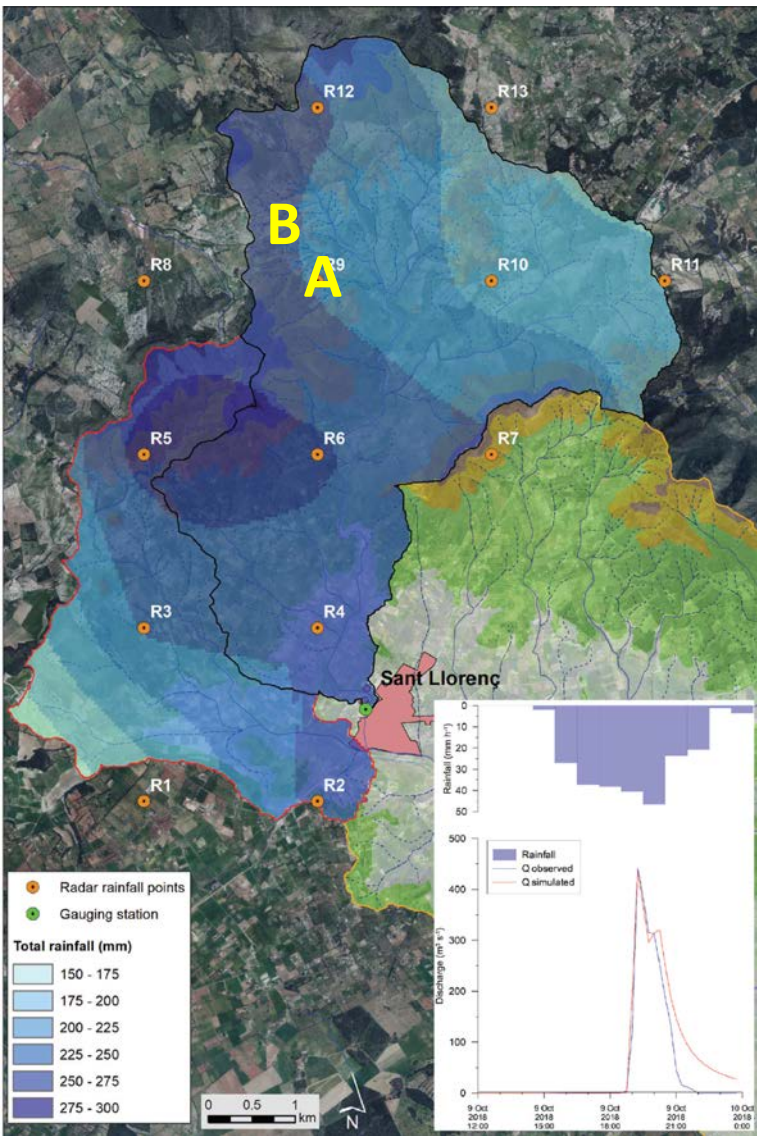 R12
R13
B
R8
R9
A
R10
R11
R5
R6
R7
R3
R4
Sant Llorenç
R1
R2
Radar rainfall points
Gauging station
Total rainfall (mm)
150 - 175
175 - 200
200 - 225
225 - 250
250 - 275
275 - 300
0 0.5 1
km
N
Rainfall (mm h⁻¹)
0
10
20
30
40
50
Discharge (m³ s⁻¹)
500
400
300
200
100
0
Rainfall
Q observed
Q simulated
9 Oct 2018 12:00
9 Oct 2018 15:00
9 Oct 2018 18:00
9 Oct 2018 21:00
10 Oct 2018 0:00